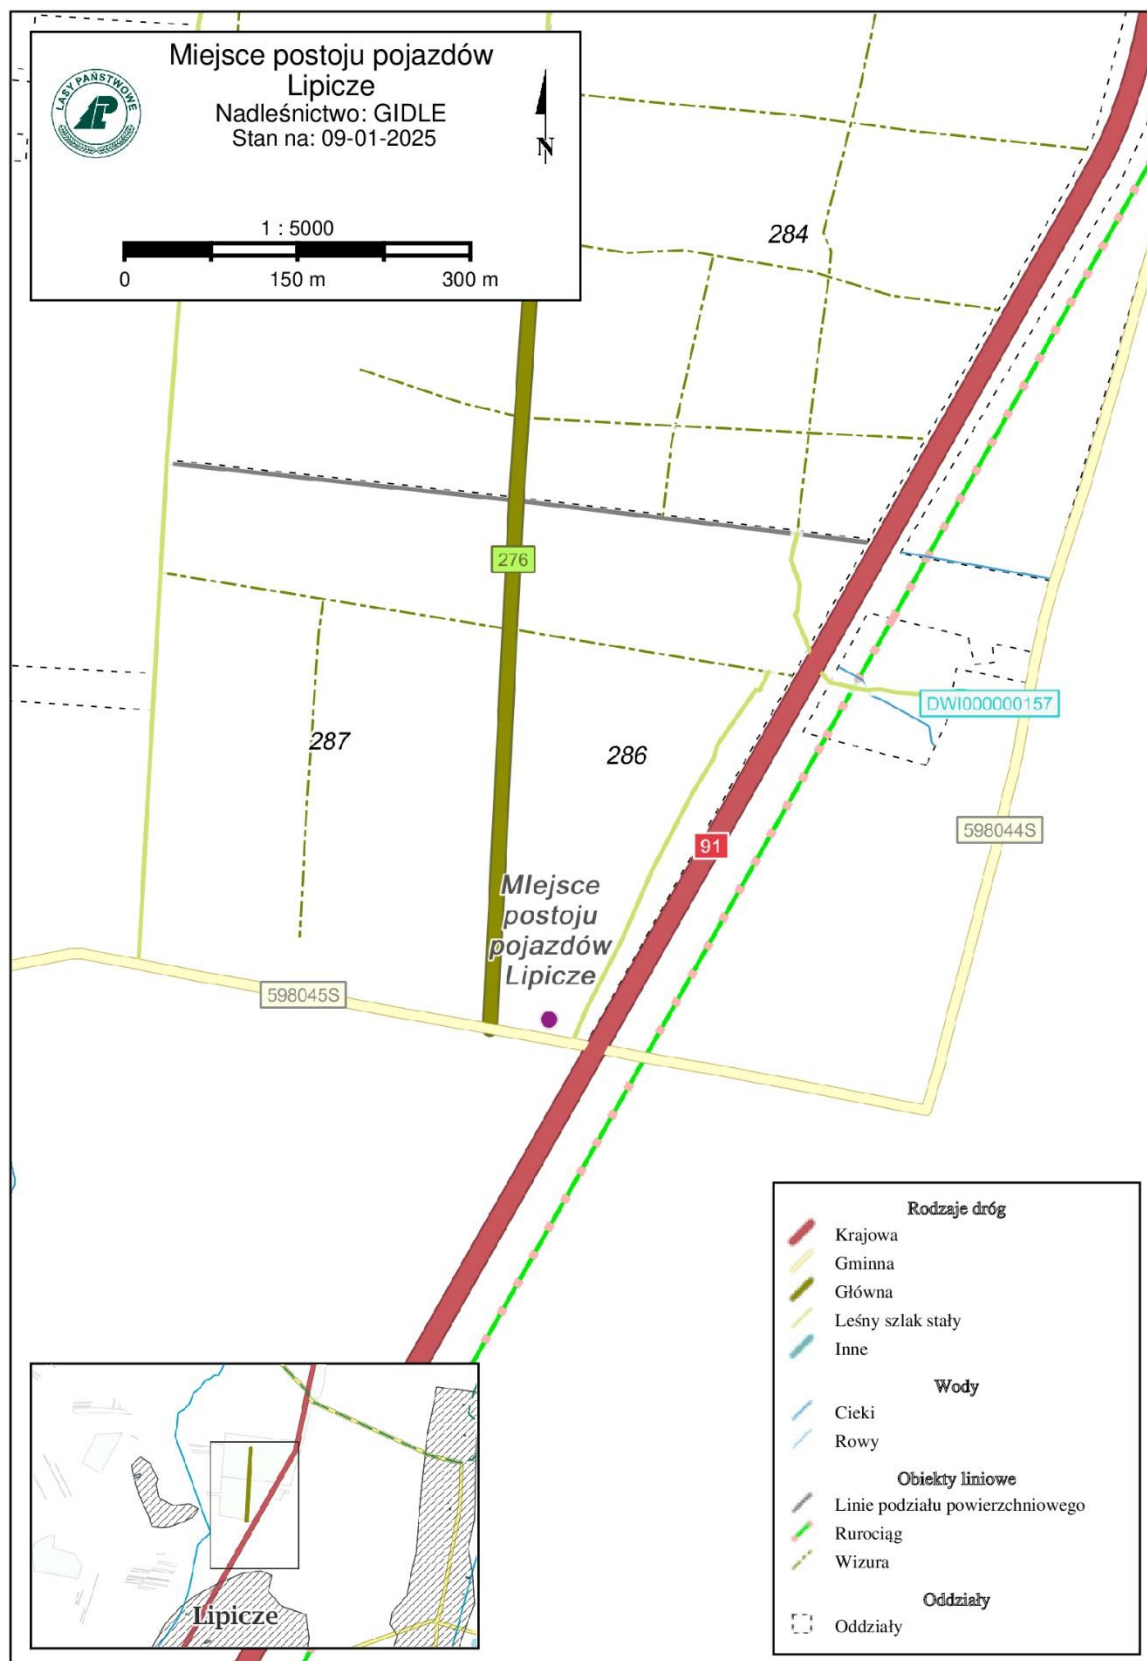 Miejsce postoju pojazdów
Lipicze
Nadleśnictwo: GIDLE
Stan na: 09-01-2025
LASY PAŃSTWOWE
N
1 : 5000
0 150 m 300 m
284
276
287
286
DWI000000157
598044S
91
MIejsce
postoju
pojazdów
Lipicze
598045S
Rodzaje dróg
Krajowa
Gminna
Główna
Leśny szlak stały
Inne
Wody
Cieki
Rowy
Obiekty liniowe
Linie podziału powierzchniowego
Rurociąg
Wizura
Oddziały
Oddziały
Lipicze